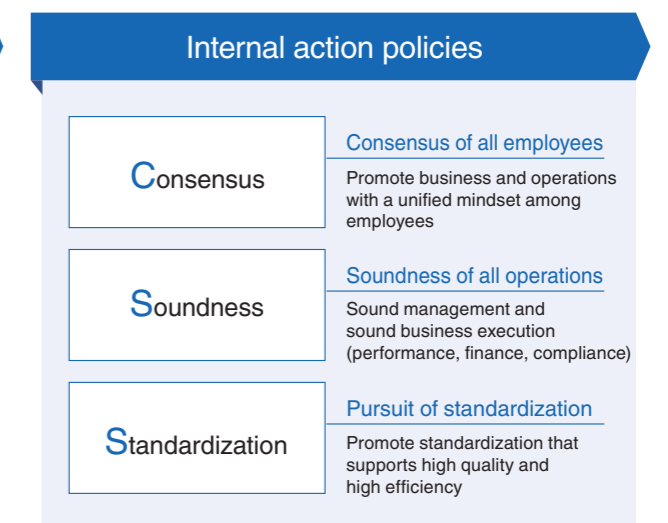 Internal action policies
Consensus
Consensus of all employees
Promote business and operations
with a unified mindset among
employees
Soundness
Soundness of all operations
Sound management and
sound business execution
(performance, finance, compliance)
Standardization
Pursuit of standardization
Promote standardization that
supports high quality and
high efficiency